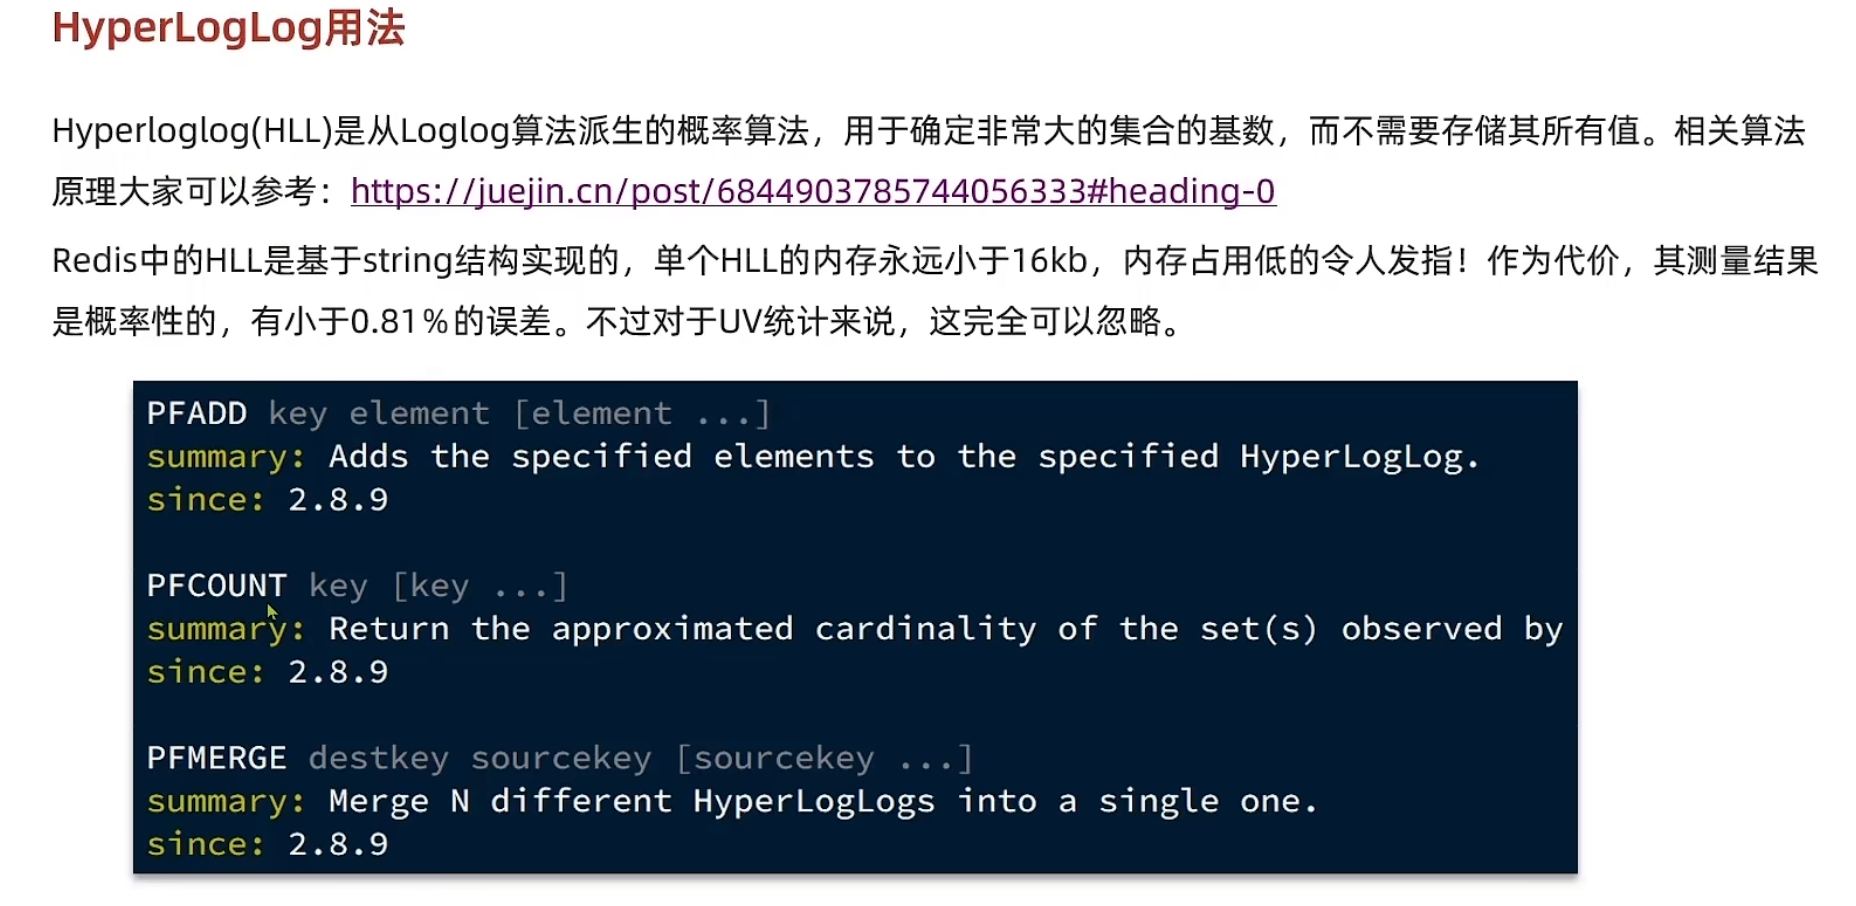 HyperLogLog用法
Hyperloglog(HLL)是从Loglog算法派生的概率算法，用于确定非常大的集合的基数，而不需要存储其所有值。相关算法
原理大家可以参考：https://juejin.cn/post/6844903785744056333#heading-0
Redis中的HLL是基于string结构实现的，单个HLL的内存永远小于16kb，内存占用低的令人发指！作为代价，其测量结果
是概率性的，有小于0.81％的误差。不过对于UV统计来说，这完全可以忽略。
PFADD key element [element ...]
summary: Adds the specified elements to the specified HyperLogLog.
since: 2.8.9
PFCOUNT key [key ...]
summary: Return the approximated cardinality of the set(s) observed by
since: 2.8.9
PFMERGE destkey sourcekey [sourcekey ...]
summary: Merge N different HyperLogLogs into a single one.
since: 2.8.9